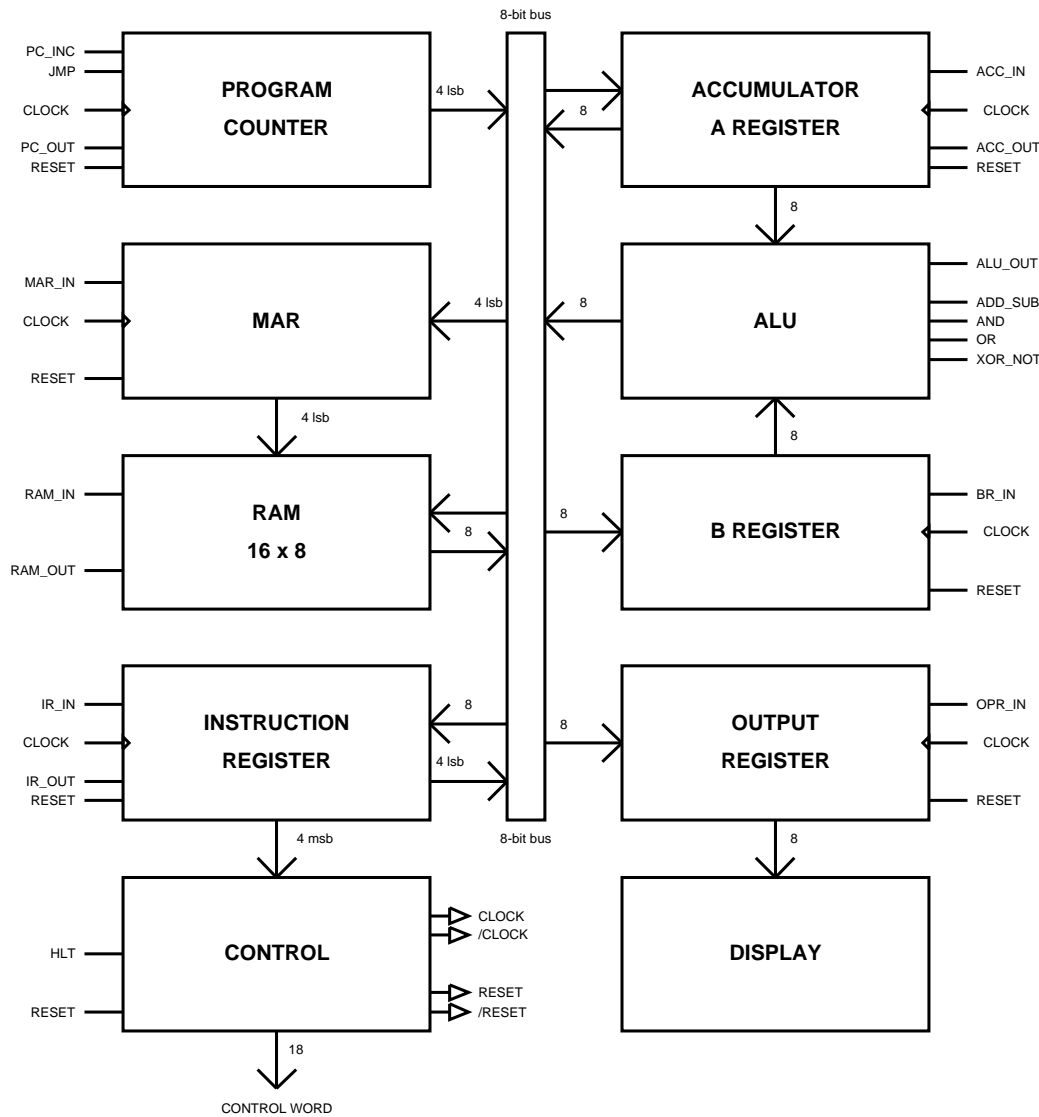 8-bit bus
PC_INC
JMP
CLOCK
PC_OUT
RESET
PROGRAM
COUNTER
4 lsb
8
ACCUMULATOR
A REGISTER
ACC_IN
CLOCK
ACC_OUT
RESET
8
MAR_IN
CLOCK
RESET
MAR
4 lsb
8
ALU
ALU_OUT
ADD_SUB
AND
OR
XOR_NOT
4 lsb
8
RAM_IN
RAM_OUT
RAM
16 x 8
8
8
B REGISTER
BR_IN
CLOCK
RESET
IR_IN
CLOCK
IR_OUT
RESET
INSTRUCTION
REGISTER
8
4 lsb
8
OUTPUT
REGISTER
OPR_IN
CLOCK
RESET
4 msb
8-bit bus
8
HLT
RESET
CONTROL
CLOCK
/CLOCK
RESET
/RESET
DISPLAY
18
CONTROL WORD